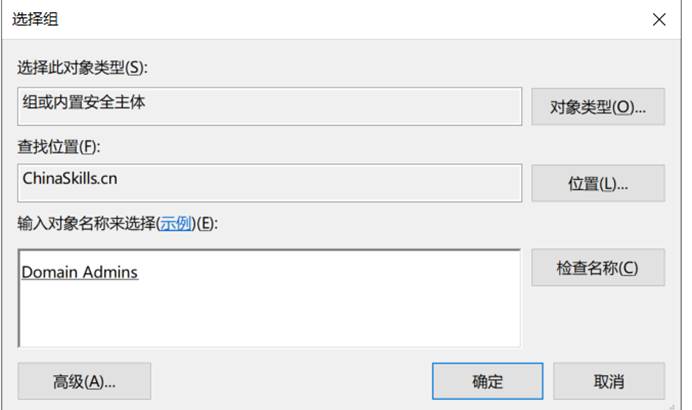 选择组
选择此对象类型(S):
组或内置安全主体
对象类型(O)...
查找位置(F):
ChinaSkills.cn
位置(L)...
输入对象名称来选择(示例)(E):
Domain Admins
检查名称(C)
高级(A)...
确定
取消